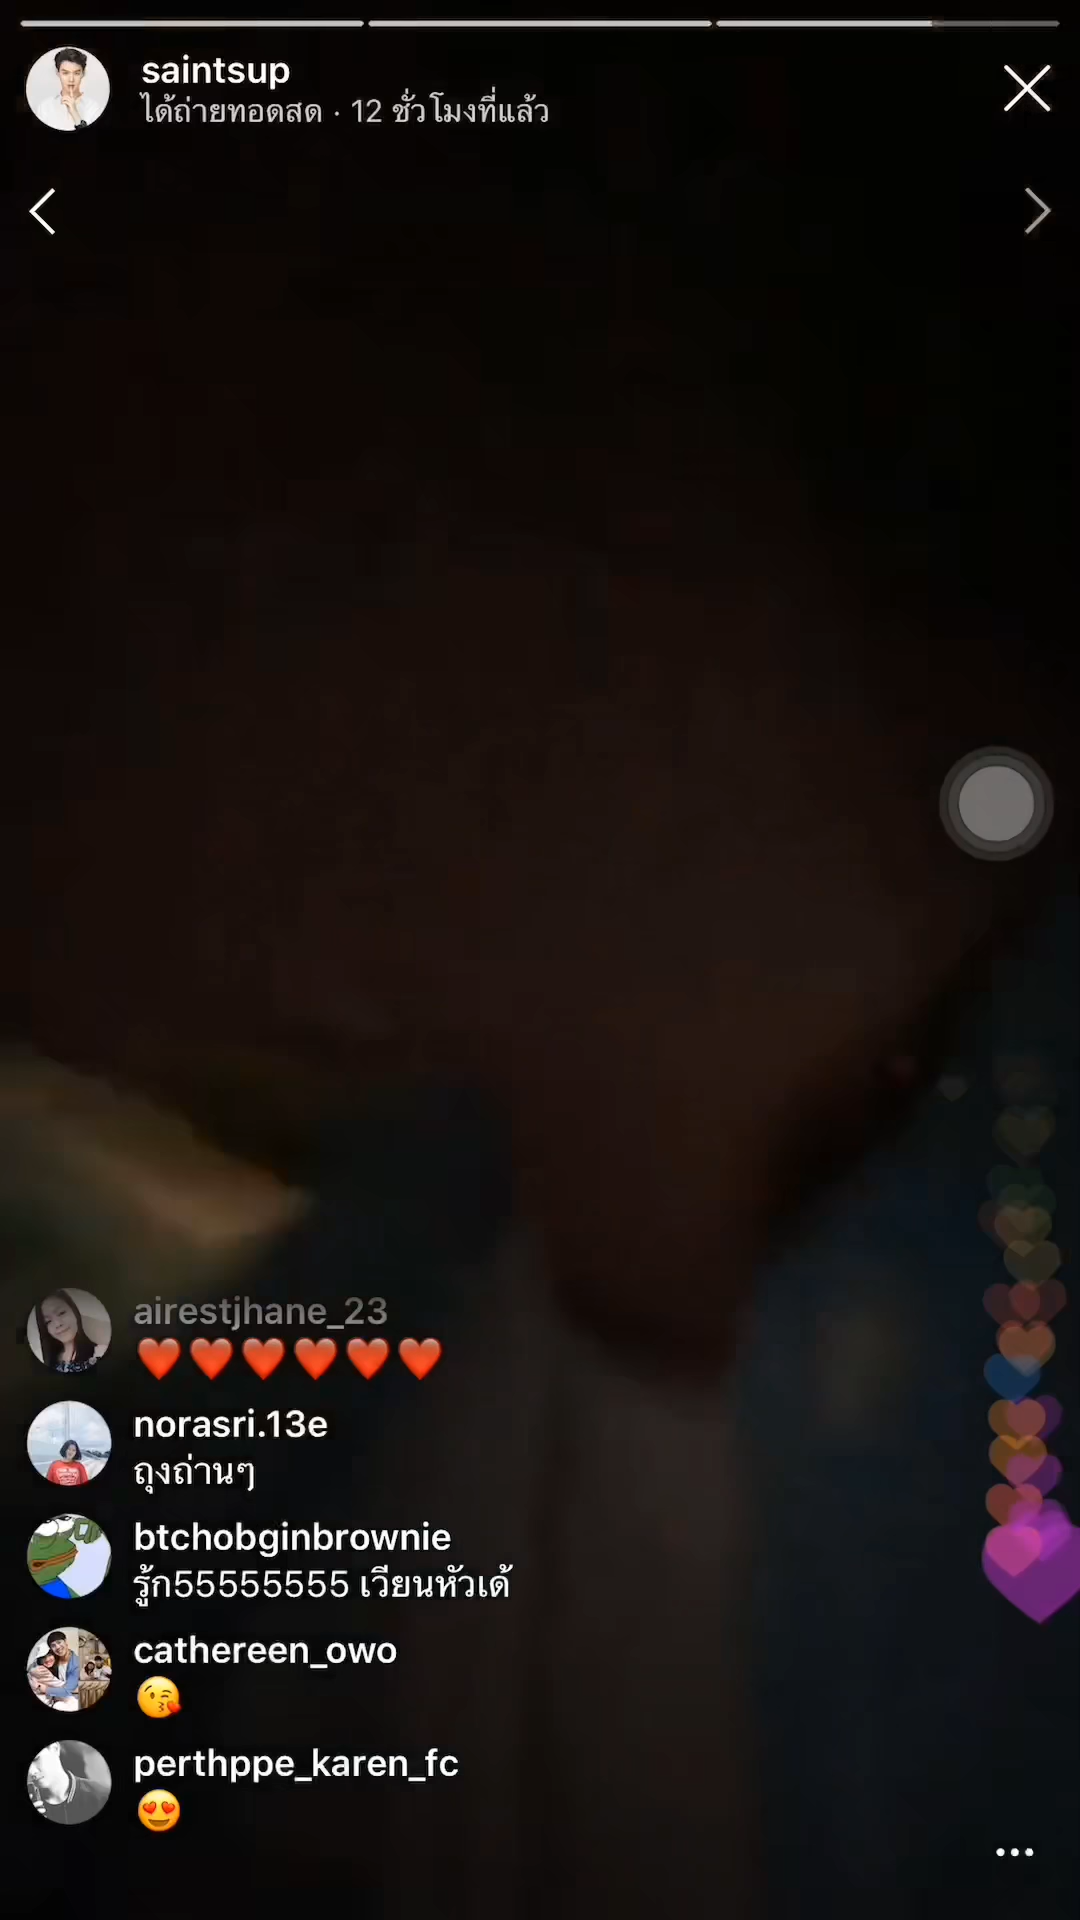 saintsup
ได้ถ่ายทอดสด · 12 ชั่วโมงที่แล้ว
airestjhane_23
❤️❤️❤️❤️❤️❤️
norasri.13e
ถุงถ่านๆ
btchobginbrownie
รู้ก55555555 เวียนหัวเด้
cathereen_owo
😘
perthppe_karen_fc
😍